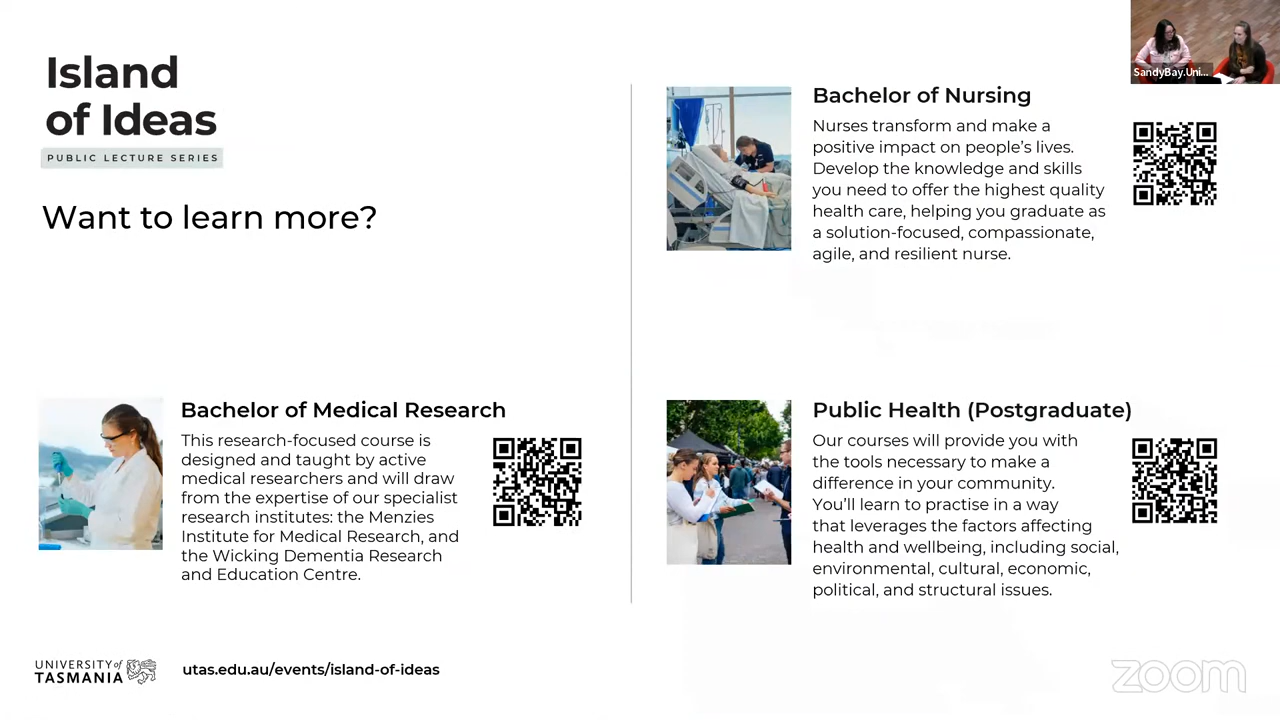 Island
of Ideas
PUBLIC LECTURE SERIES
Want to learn more?
Bachelor of Medical Research
This research-focused course is
designed and taught by active
medical researchers and will draw
from the expertise of our specialist
research institutes: the Menzies
Institute for Medical Research, and
the Wicking Dementia Research
and Education Centre.
UNIVERSITY of
TASMANIA
utas.edu.au/events/island-of-ideas
Bachelor of Nursing
Nurses transform and make a
positive impact on people's lives.
Develop the knowledge and skills
you need to offer the highest quality
health care, helping you graduate as
a solution-focused, compassionate,
agile, and resilient nurse.
Public Health (Postgraduate)
Our courses will provide you with
the tools necessary to make a
difference in your community.
You'll learn to practise in a way
that leverages the factors affecting
health and wellbeing, including social,
environmental, cultural, economic,
political, and structural issues.
SandyBay.Uni...
zoom